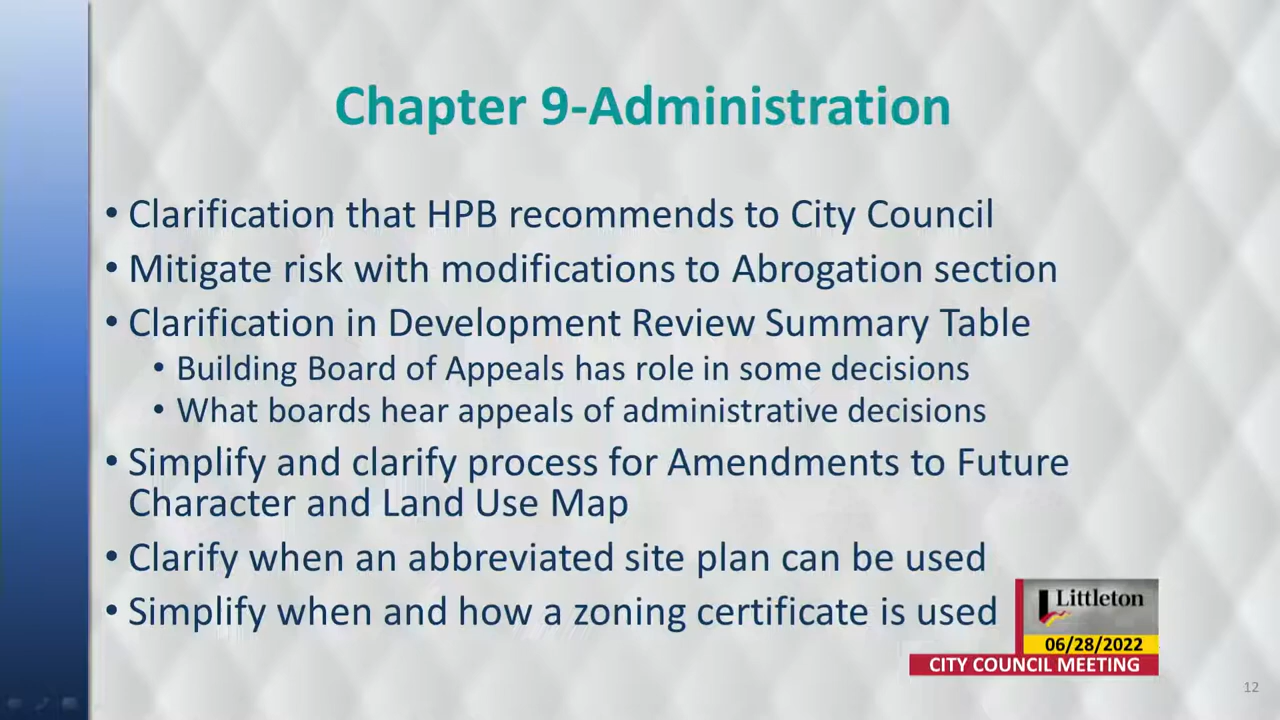 Chapter 9-Administration
• Clarification that HPB recommends to City Council
• Mitigate risk with modifications to Abrogation section
• Clarification in Development Review Summary Table
• Building Board of Appeals has role in some decisions
• What boards hear appeals of administrative decisions
• Simplify and clarify process for Amendments to Future
Character and Land Use Map
• Clarify when an abbreviated site plan can be used
• Simplify when and how a zoning certificate is used
Littleton
06/28/2022
CITY COUNCIL MEETING
12